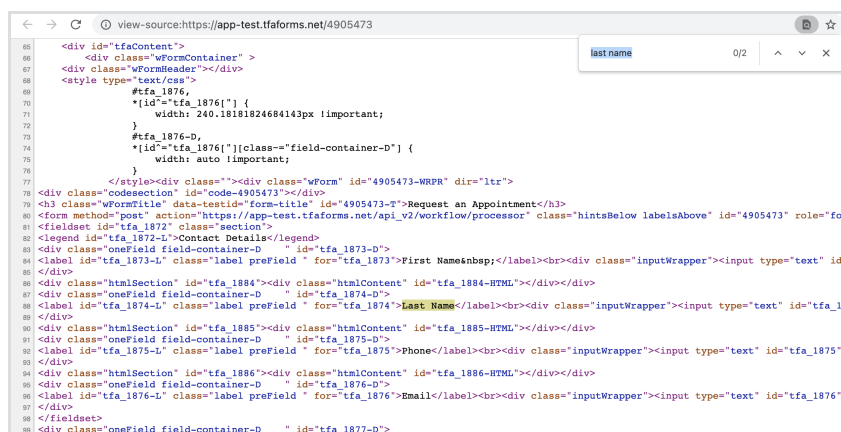 view-source:https://app-test.tfaforms.net/4905473
last name 0/2
65 <div id="tfaContent">
66 <div class="wFormContainer" >
67 <div class="wFormHeader"></div>
68 <style type="text/css">
69 #tfa_1876,
70 *[id^="tfa_1876["] {
71 width: 240.18181824684143px !important;
72 }
73 #tfa_1876-D,
74 *[id^="tfa_1876["][class~="field-container-D"] {
75 width: auto !important;
76 }
77 </style><div class=""><div class="wForm" id="4905473-WRPR" dir="ltr">
78 <div class="codesection" id="code-4905473"></div>
79 <h3 class="wFormTitle" data-testid="form-title" id="4905473-T">Request an Appointment</h3>
80 <form method="post" action="https://app-test.tfaforms.net/api_v2/workflow/processor" class="hintsBelow labelsAbove" id="4905473" role="fo
81 <fieldset id="tfa_1872" class="section">
82 <legend id="tfa_1872-L">Contact Details</legend>
83 <div class="oneField field-container-D    " id="tfa_1873-D">
84 <label id="tfa_1873-L" class="label preField " for="tfa_1873">First Name&nbsp;</label><br><div class="inputWrapper"><input type="text" id
85 </div>
86 <div class="htmlSection" id="tfa_1884"><div class="htmlContent" id="tfa_1884-HTML"></div></div>
87 <div class="oneField field-container-D    " id="tfa_1874-D">
88 <label id="tfa_1874-L" class="label preField " for="tfa_1874">Last Name</label><br><div class="inputWrapper"><input type="text" id="tfa_1
89 </div>
90 <div class="htmlSection" id="tfa_1885"><div class="htmlContent" id="tfa_1885-HTML"></div></div>
91 <div class="oneField field-container-D    " id="tfa_1875-D">
92 <label id="tfa_1875-L" class="label preField " for="tfa_1875">Phone</label><br><div class="inputWrapper"><input type="text" id="tfa_1875"
93 </div>
94 <div class="htmlSection" id="tfa_1886"><div class="htmlContent" id="tfa_1886-HTML"></div></div>
95 <div class="oneField field-container-D    " id="tfa_1876-D">
96 <label id="tfa_1876-L" class="label preField " for="tfa_1876">Email</label><br><div class="inputWrapper"><input type="text" id="tfa_1876"
97 </div>
98 </fieldset>
99 <div class="oneField field-container-D    " id="tfa_1877-D">